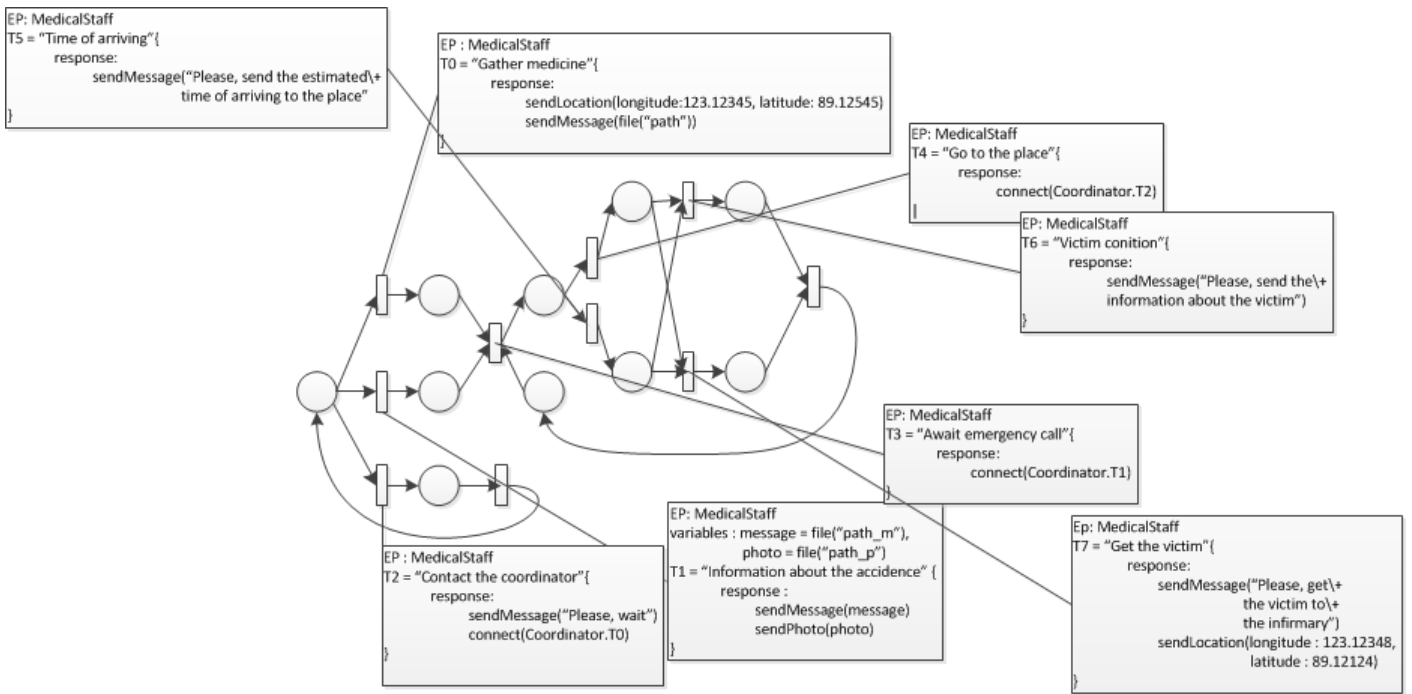 EP: MedicalStaff
T5 = "Time of arriving"{
response:
sendMessage("Please, send the estimated\+
time of arriving to the place"
}
EP : MedicalStaff
T0 = "Gather medicine"{
response:
sendLocation(longitude:123.12345, latitude: 89.12545)
sendMessage(file("path"))
}
EP: MedicalStaff
T4 = "Go to the place"{
response:
connect(Coordinator.T2)
|
EP: MedicalStaff
T6 = "Victim conition"{
response:
sendMessage("Please, send the\+
information about the victim")
}
EP: MedicalStaff
T3 = "Await emergency call"{
response:
connect(Coordinator.T1)
}
EP: MedicalStaff
variables : message = file("path_m"),
photo = file("path_p")
T1 = "Information about the accidence" {
response :
sendMessage(message)
sendPhoto(photo)
}
EP : MedicalStaff
T2 = "Contact the coordinator"{
response:
sendMessage("Please, wait")
connect(Coordinator.T0)
}
Ep: MedicalStaff
T7 = "Get the victim"{
response:
sendMessage("Please, get\+
the victim to\+
the infirmary")
sendLocation(longitude : 123.12348,
latitude : 89.12124)
}